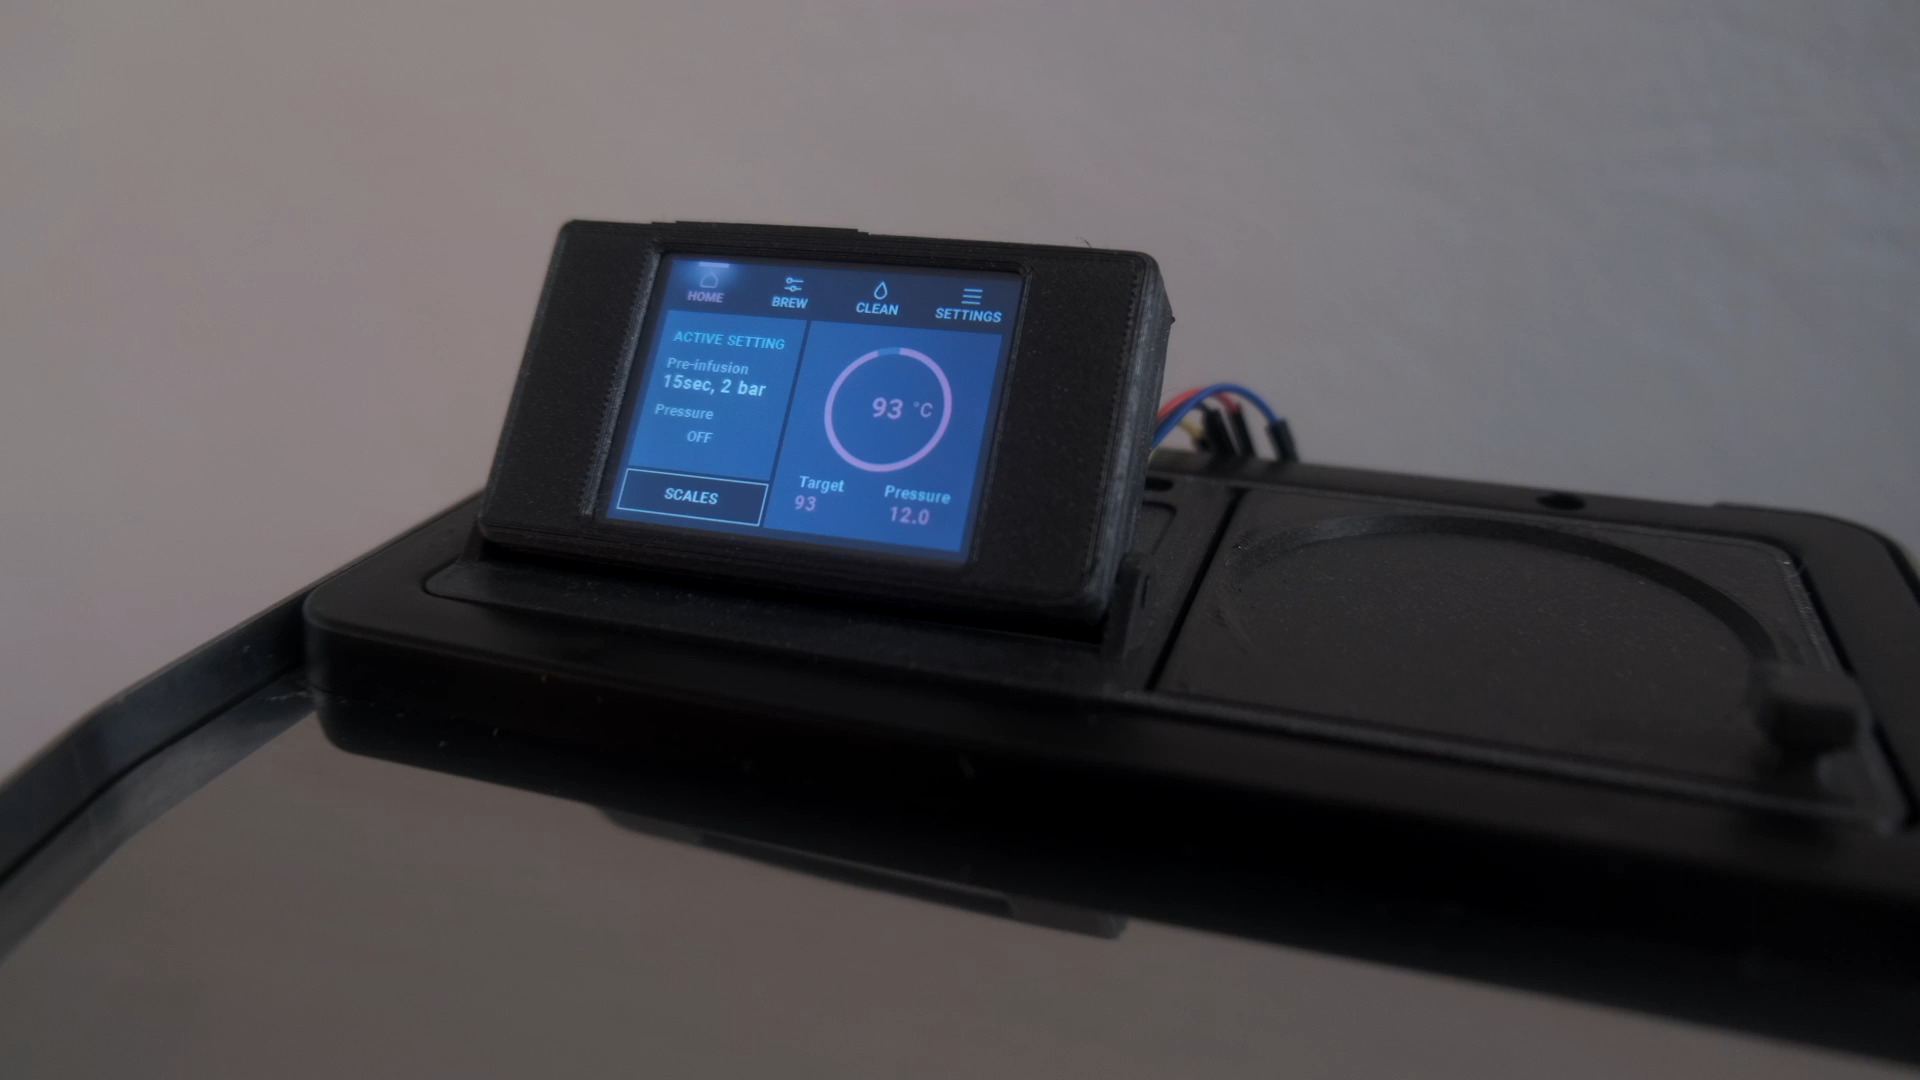 HOME
BREW
CLEAN
SETTINGS
ACTIVE SETTING
Pre-infusion
15sec, 2 bar
Pressure
OFF
SCALES
93 °C
Target
93
Pressure
12.0